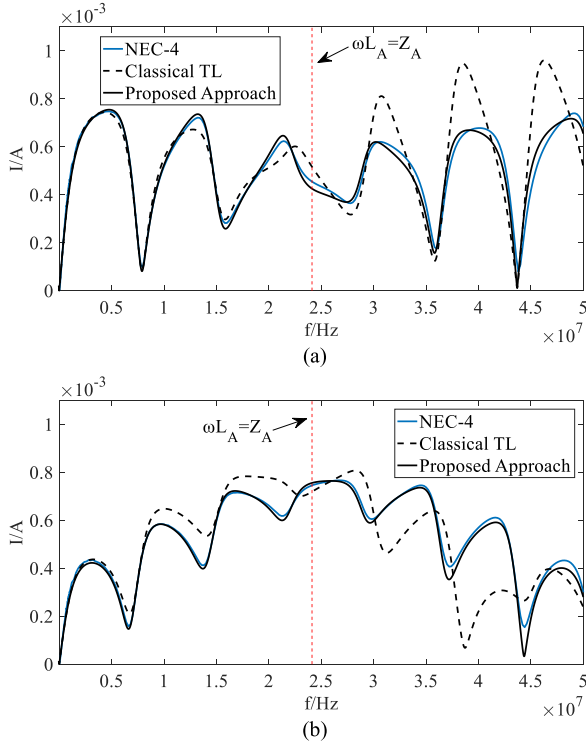 ×10⁻³
NEC-4
Classical TL
Proposed Approach
ωL_A=Z_A
I/A
1
0.8
0.6
0.4
0.2
0
0.5 1 1.5 2 2.5 3 3.5 4 4.5 5
f/Hz
×10⁷
(a)
×10⁻³
ωL_A=Z_A
NEC-4
Classical TL
Proposed Approach
I/A
1
0.8
0.6
0.4
0.2
0
0.5 1 1.5 2 2.5 3 3.5 4 4.5 5
f/Hz
×10⁷
(b)